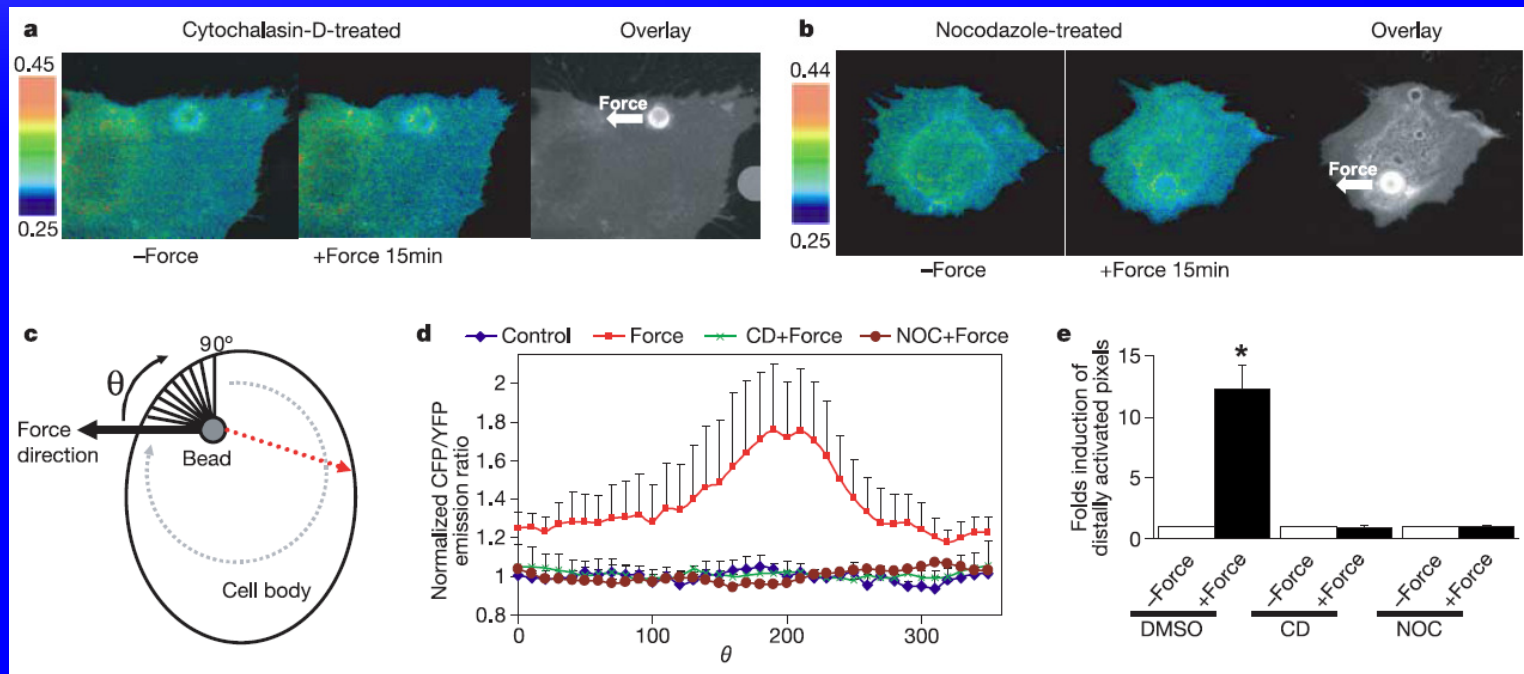 a Cytochalasin-D-treated Overlay
0.45
0.25
Force
–Force +Force 15min
b Nocodazole-treated Overlay
0.44
0.25
Force
–Force +Force 15min
c
90º
θ
Force
direction
Bead
Cell body
d
Control Force CD+Force NOC+Force
Normalized CFP/YFP
emission ratio
2
1.8
1.6
1.4
1.2
1
0.8
0 100 200 300
θ
e
Folds induction of
distally activated pixels
15
10
5
0
*
–Force +Force –Force +Force –Force +Force
DMSO CD NOC